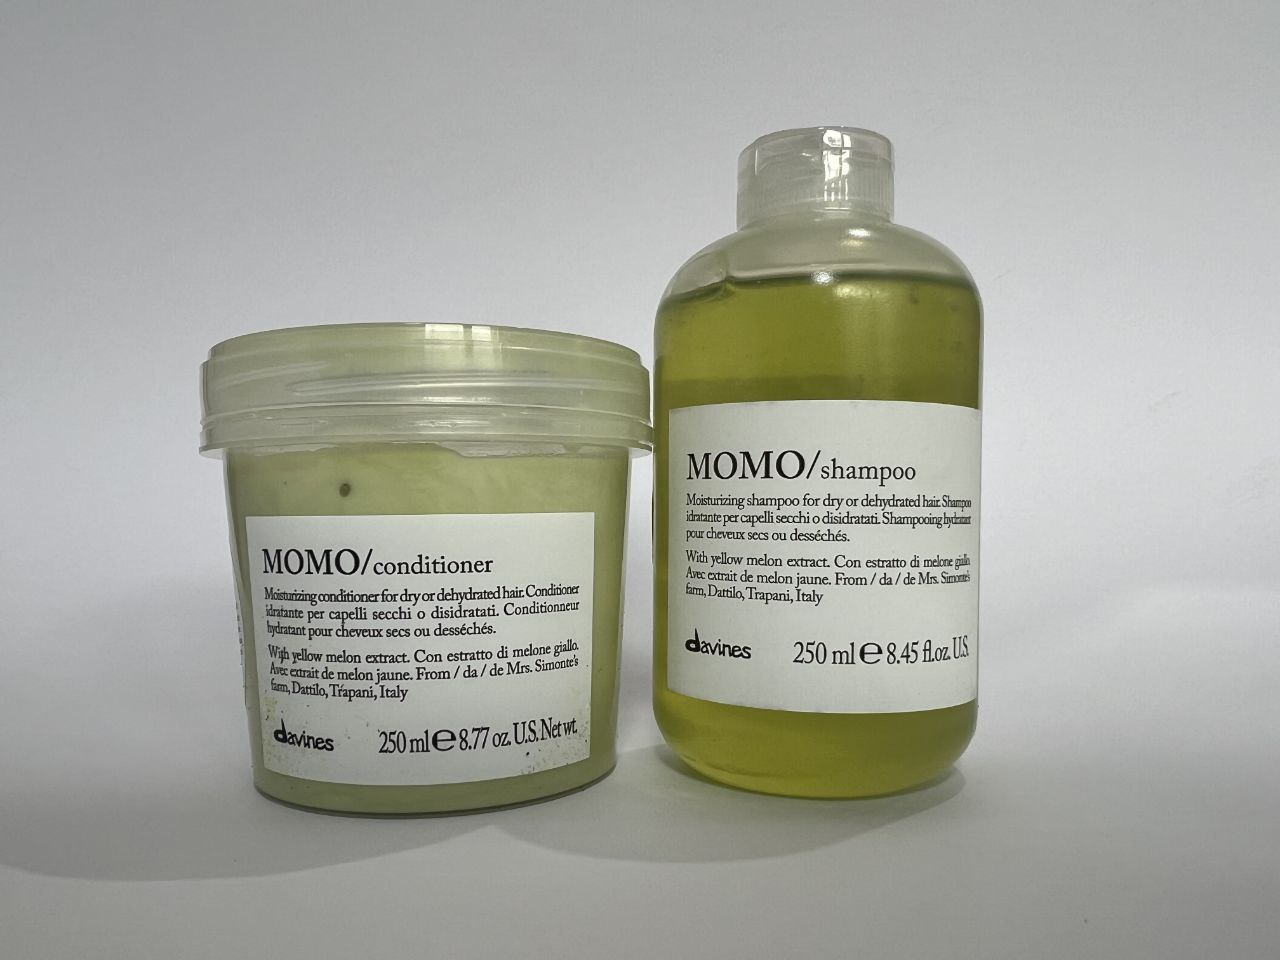 MOMO/conditioner
Moisturizing conditioner for dry or dehydrated hair. Conditioner
idratante per capelli secchi o disidratati. Conditionneur
hydratant pour cheveux secs ou desséchés.
With yellow melon extract. Con estratto di melone giallo.
Avec extrait de melon jaune. From / da / de Mrs. Simonte's
farm, Dattilo, Trapani, Italy
davines 250 ml ℮ 8.77 oz. U.S. Net wt.
MOMO/shampoo
Moisturizing shampoo for dry or dehydrated hair. Shampoo
idratante per capelli secchi o disidratati. Shampooing hydratant
pour cheveux secs ou desséchés.
With yellow melon extract. Con estratto di melone giallo.
Avec extrait de melon jaune. From / da / de Mrs. Simonte's
farm, Dattilo, Trapani, Italy
davines 250 ml ℮ 8.45 fl.oz. U.S.